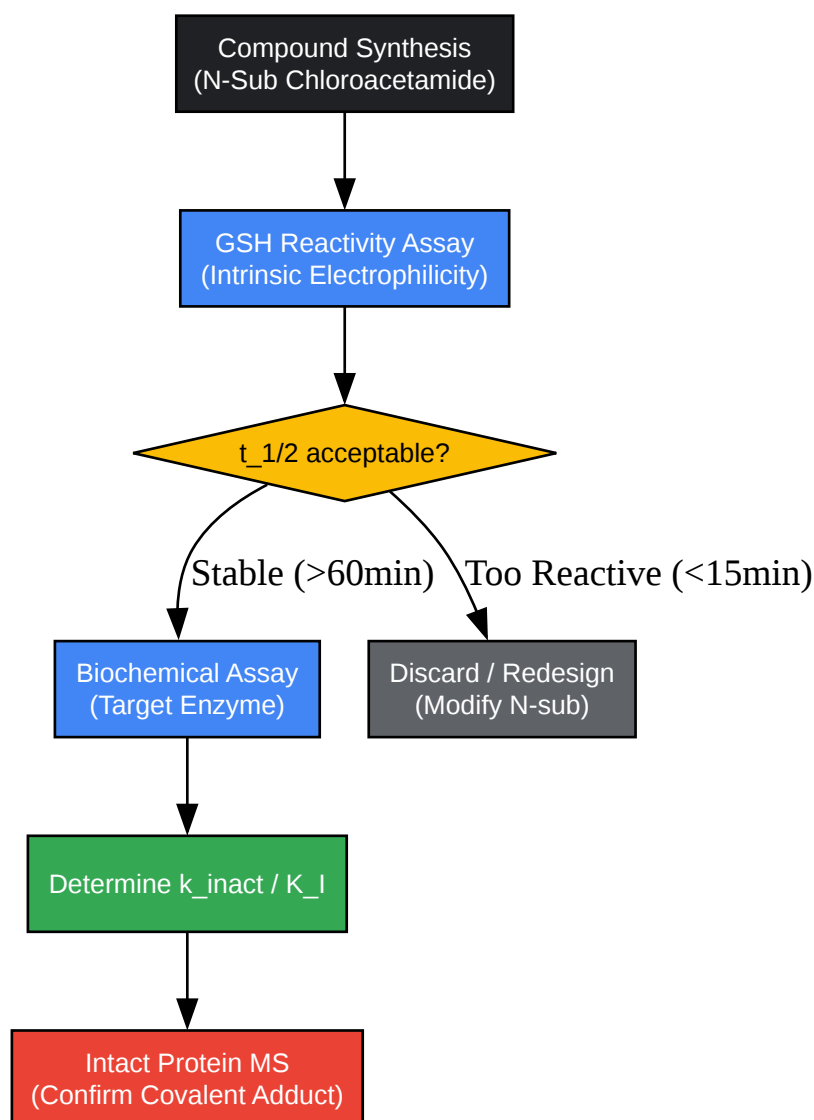 Compound Synthesis
(N-Sub Chloroacetamide)
GSH Reactivity Assay
(Intrinsic Electrophilicity)
t_1/2 acceptable?
Stable (>60min)
Too Reactive (<15min)
Biochemical Assay
(Target Enzyme)
Discard / Redesign
(Modify N-sub)
Determine k_inact / K_I
Intact Protein MS
(Confirm Covalent Adduct)